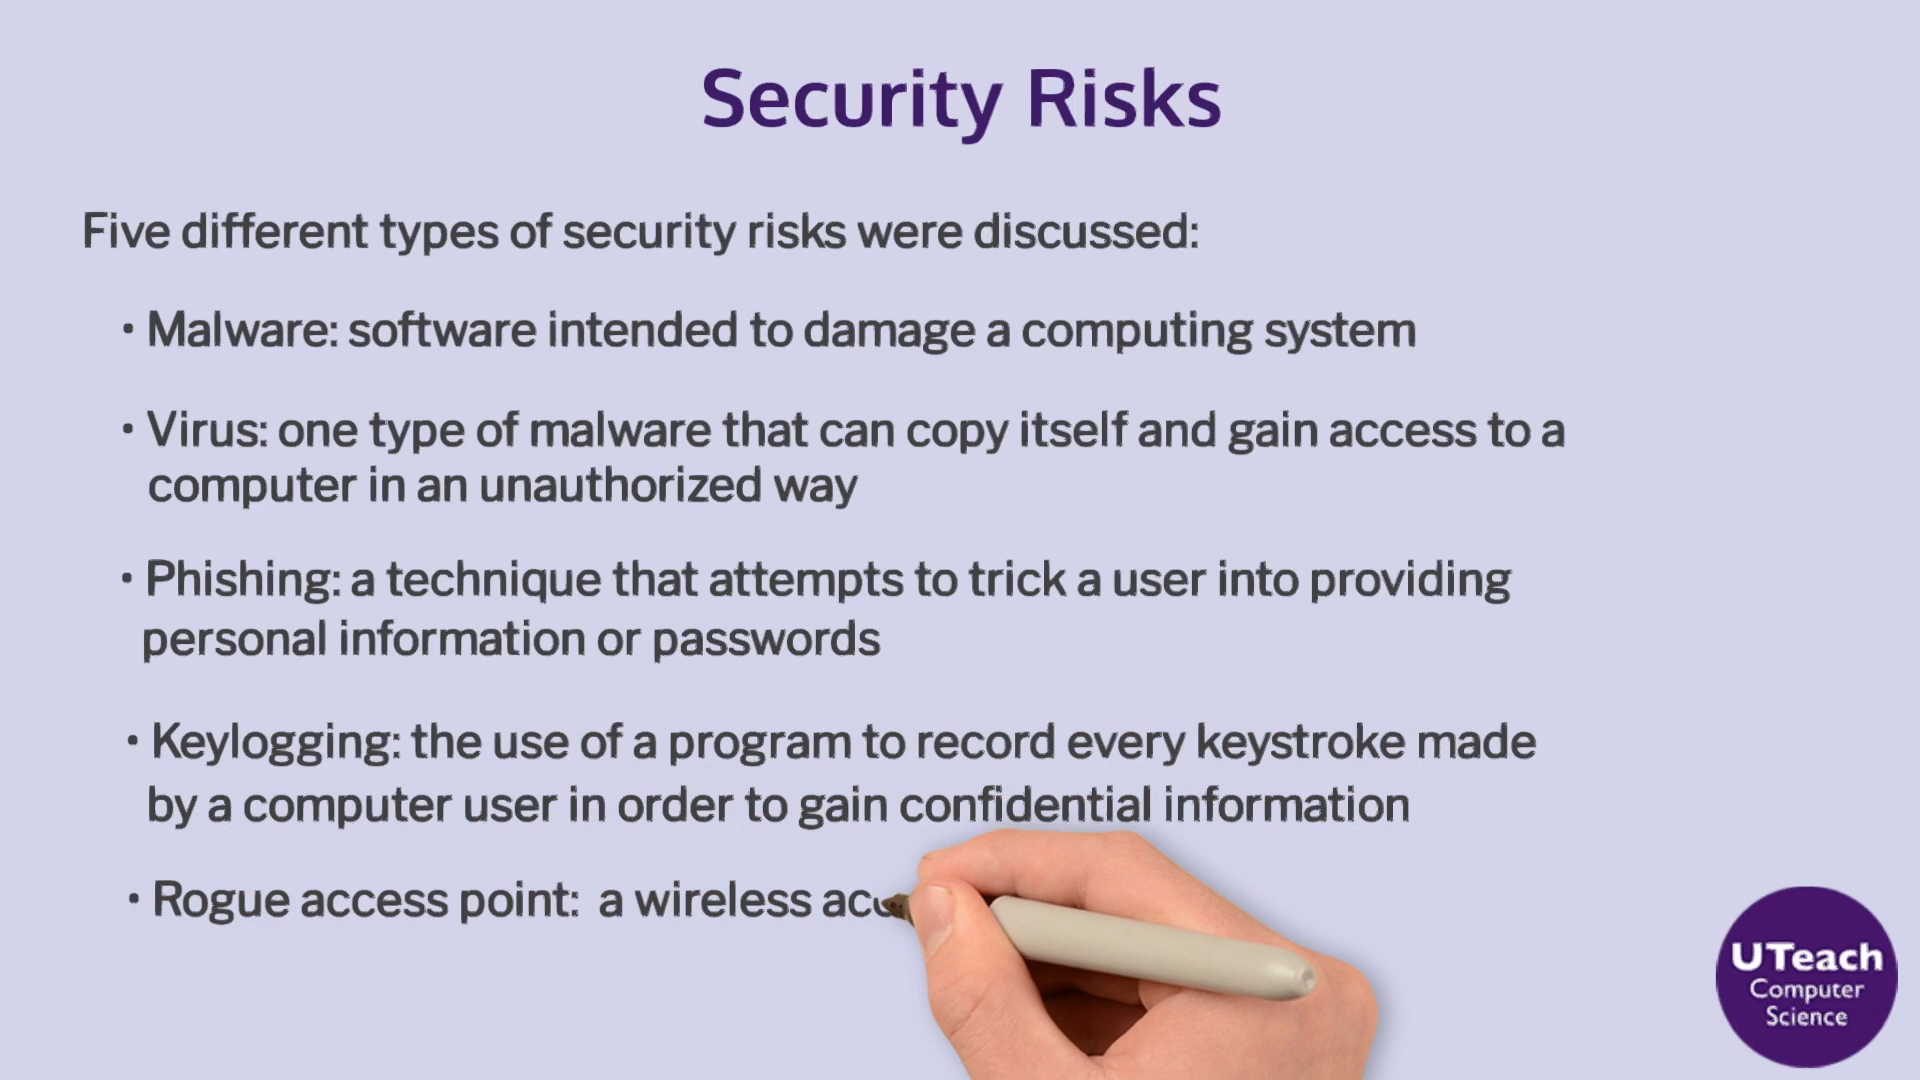 Security Risks
Five different types of security risks were discussed:
• Malware: software intended to damage a computing system
• Virus: one type of malware that can copy itself and gain access to a
computer in an unauthorized way
• Phishing: a technique that attempts to trick a user into providing
personal information or passwords
• Keylogging: the use of a program to record every keystroke made
by a computer user in order to gain confidential information
• Rogue access point: a wireless
UTeach
Computer
Science